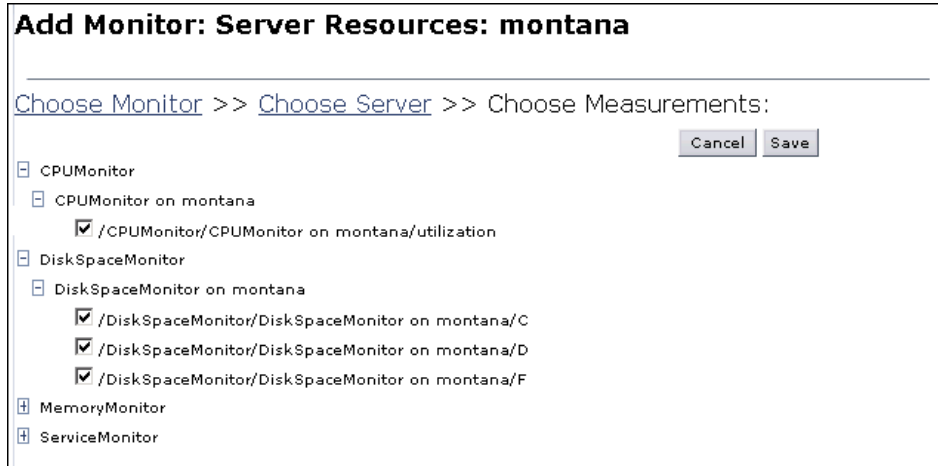 Add Monitor: Server Resources: montana
Choose Monitor >> Choose Server >> Choose Measurements:
Cancel Save
CPUMonitor
CPUMonitor on montana
/CPUMonitor/CPUMonitor on montana/utilization
DiskSpaceMonitor
DiskSpaceMonitor on montana
/DiskSpaceMonitor/DiskSpaceMonitor on montana/C
/DiskSpaceMonitor/DiskSpaceMonitor on montana/D
/DiskSpaceMonitor/DiskSpaceMonitor on montana/F
MemoryMonitor
ServiceMonitor